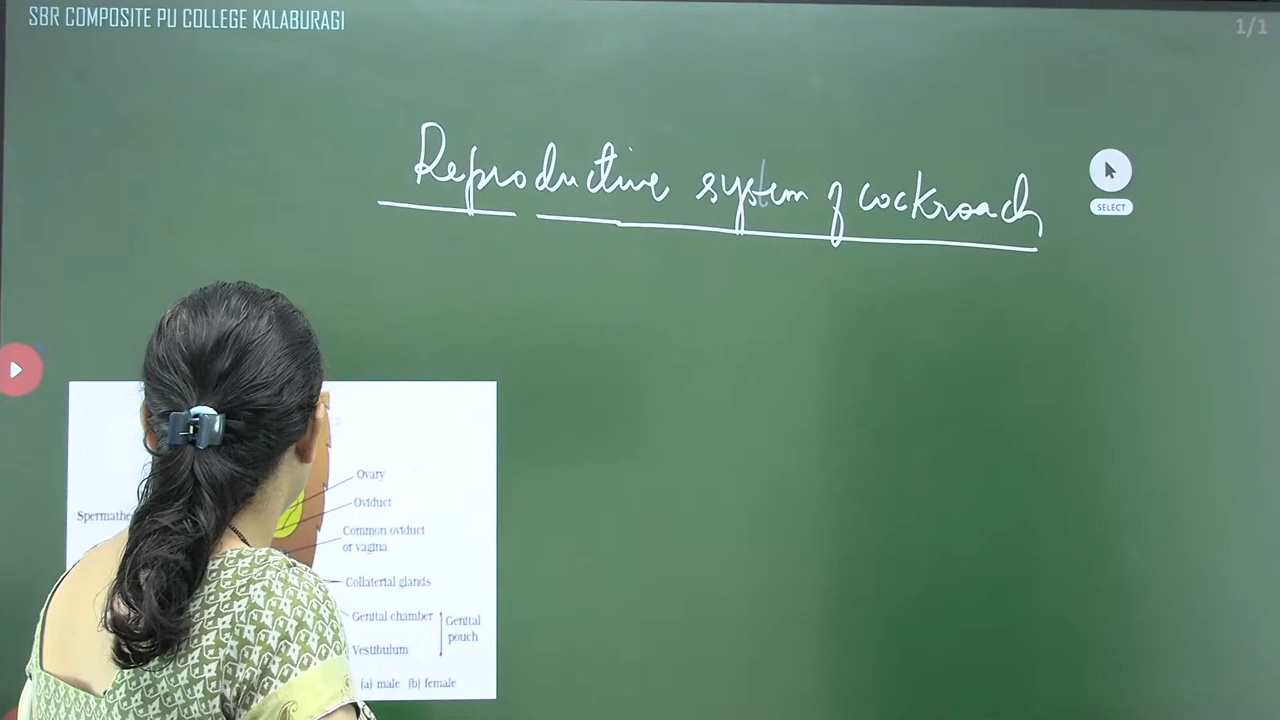 SBR COMPOSITE PU COLLEGE KALABURAGI
1/1
Reproductive system of cockroach
SELECT
Ovary
Oviduct
Spermathe
Common oviduct
or vagina
Collatertal glands
Genital chamber
Genital
pouch
Vestibulum
(a) male (b) female